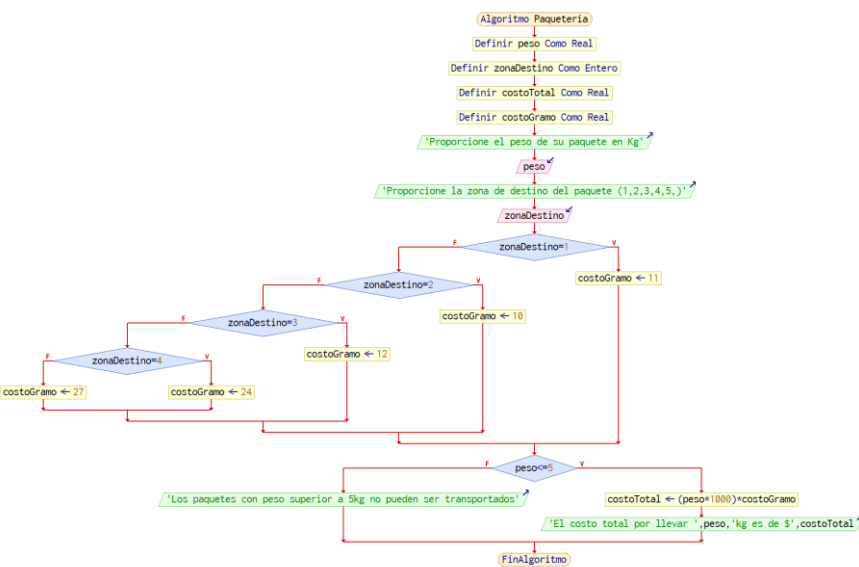 Algoritmo Paqueteria
Definir peso Como Real
Definir zonaDestino Como Entero
Definir costoTotal Como Real
Definir costoGramo Como Real
'Proporcione el peso de su paquete en Kg'
peso
'Proporcione la zona de destino del paquete (1,2,3,4,5,)'
zonaDestino
F zonaDestino=1 V
costoGramo ← 11
F zonaDestino=2 V
costoGramo ← 10
F zonaDestino=3 V
costoGramo ← 12
F zonaDestino=4 V
costoGramo ← 27
costoGramo ← 24
F peso<=5 V
'Los paquetes con peso superior a 5kg no pueden ser transportados'
costoTotal ← (peso*1000)*costoGramo
'El costo total por llevar ',peso,'kg es de $',costoTotal
FinAlgoritmo